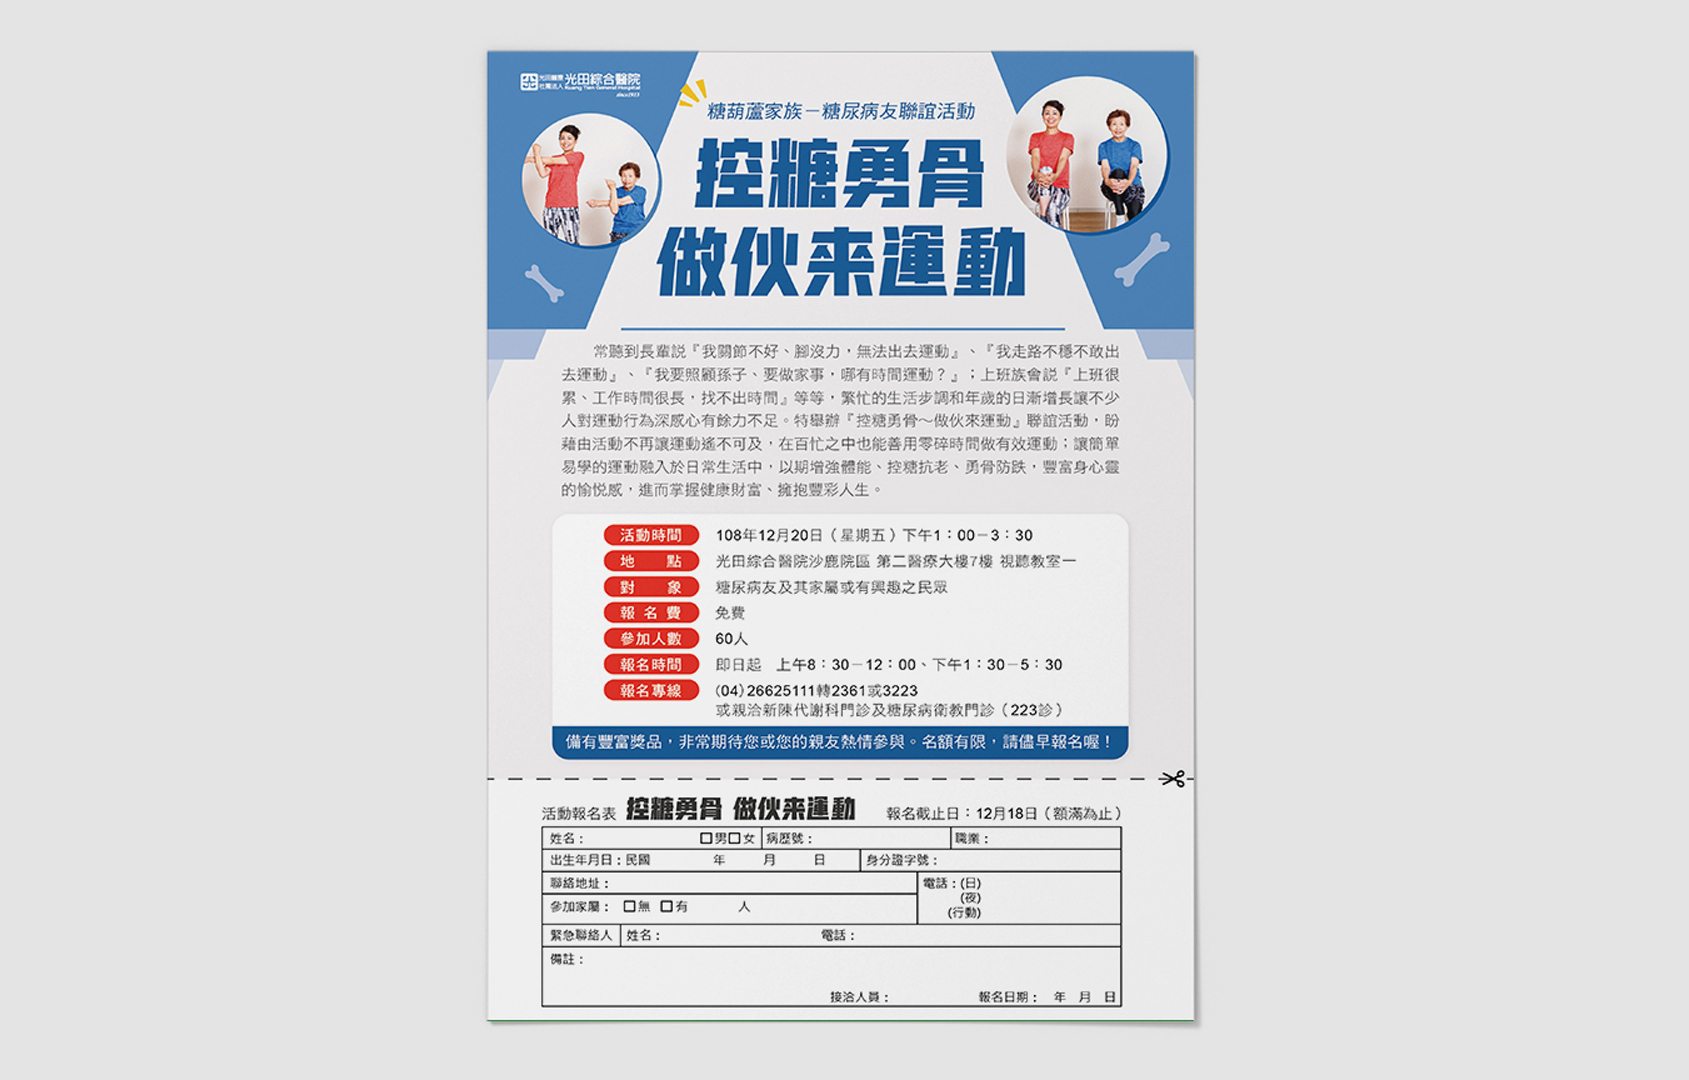 光田醫療
社團法人
光田綜合醫院
Kuang Tien General Hospital
since1913
糖葫蘆家族－糖尿病友聯誼活動
控糖勇骨
做伙来運動
常聽到長輩説『我關節不好、腳沒力，無法出去運動』、『我走路不穩不敢出
去運動』、『我要照顧孫子、要做家事，哪有時間運動？』；上班族會説『上班很
累、工作時間很長，找不出時間』等等，繁忙的生活步調和年歲的日漸增長讓不少
人對運動行為深感心有餘力不足。特舉辦『控糖勇骨～做伙來運動』聯誼活動，盼
藉由活動不再讓運動遙不可及，在百忙之中也能善用零碎時間做有效運動；讓簡單
易學的運動融入於日常生活中，以期增強體能、控糖抗老、勇骨防跌，豐富身心靈
的愉悅感，進而掌握健康財富、擁抱豐彩人生。
活動時間 108年12月20日（星期五）下午1：00－3：30
地 點 光田綜合醫院沙鹿院區 第二醫療大樓7樓 視聽教室一
對 象 糖尿病友及其家屬或有興趣之民眾
報名費 免費
參加人數 60人
報名時間 即日起 上午8：30－12：00、下午1：30－5：30
報名專線 (04)26625111轉2361或3223
或親洽新陳代謝科門診及糖尿病衛教門診（223診）
備有豐富獎品，非常期待您或您的親友熱情參與。名額有限，請儘早報名喔！
活動報名表 控糖勇骨 做伙来運動 報名截止日：12月18日（額滿為止）
姓名： □男□女 病歷號： 職業：
出生年月日：民國 年 月 日 身分證字號：
聯絡地址： 電話：(日)
(夜)
參加家屬： □無 □有 人 (行動)
緊急聯絡人 姓名： 電話：
備註：
接洽人員： 報名日期： 年 月 日